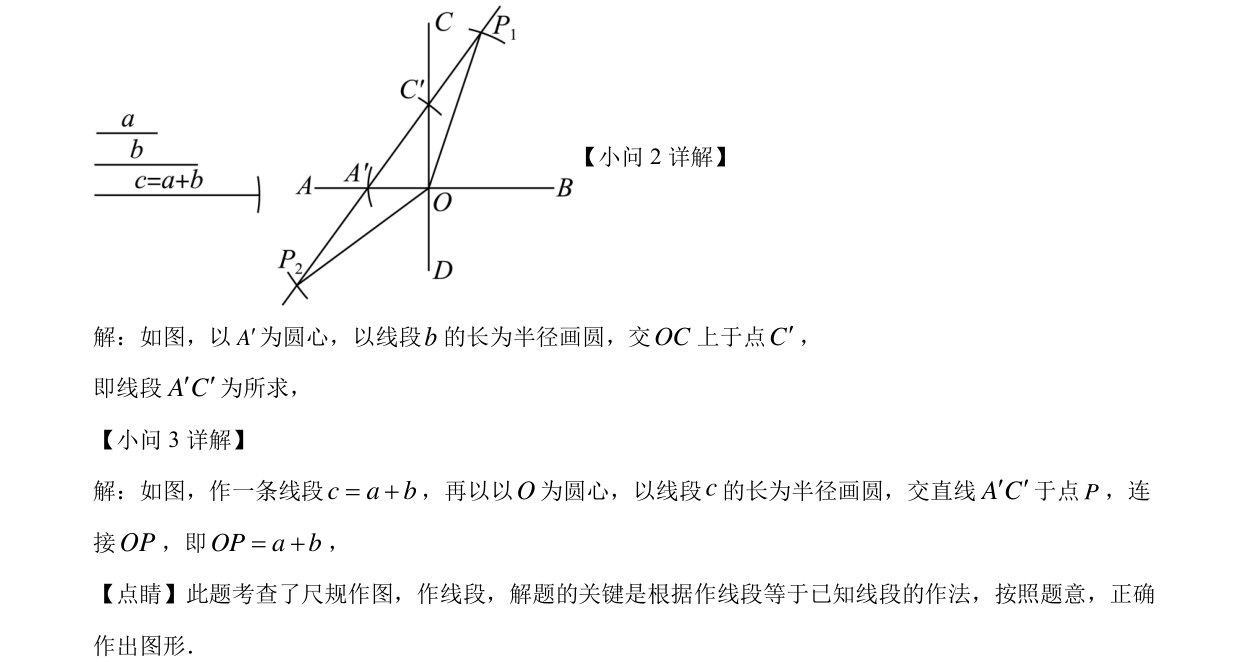 C
P₁
C′
a
b
c=a+b
A
A′
O
B
【小问 2 详解】
P₂
D
解：如图，以 A′ 为圆心，以线段 b 的长为半径画圆，交 OC 上于点 C′，
即线段 A′C′ 为所求，
【小问 3 详解】
解：如图，作一条线段 c = a + b，再以以 O 为圆心，以线段 c 的长为半径画圆，交直线 A′C′ 于点 P，连
接 OP，即 OP = a + b，
【点睛】此题考查了尺规作图，作线段，解题的关键是根据作线段等于已知线段的作法，按照题意，正确
作出图形．